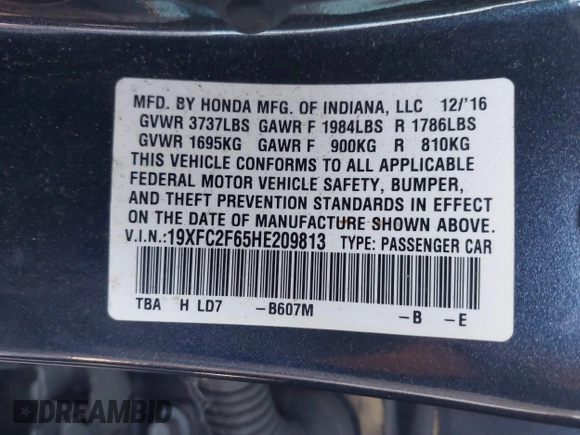 MFD. BY HONDA MFG. OF INDIANA, LLC 12/'16
GVWR 3737LBS GAWR F 1984LBS R 1786LBS
GVWR 1695KG GAWR F 900KG R 810KG
THIS VEHICLE CONFORMS TO ALL APPLICABLE
FEDERAL MOTOR VEHICLE SAFETY, BUMPER,
AND THEFT PREVENTION STANDARDS IN EFFECT
ON THE DATE OF MANUFACTURE SHOWN ABOVE.
V.I.N.:19XFC2F65HE209813 TYPE: PASSENGER CAR
TBA H LD7 -B607M -B -E
DREAMBID